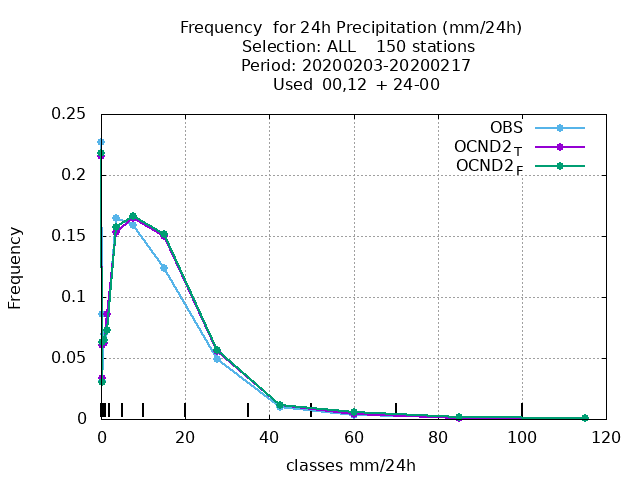 Frequency  for 24h Precipitation (mm/24h)
Selection: ALL    150 stations
Period: 20200203-20200217
Used  00,12  + 24-00
OBS
OCND2T
OCND2F
0.25
0.2
0.15
0.1
0.05
0
Frequency
0 20 40 60 80 100 120
classes mm/24h